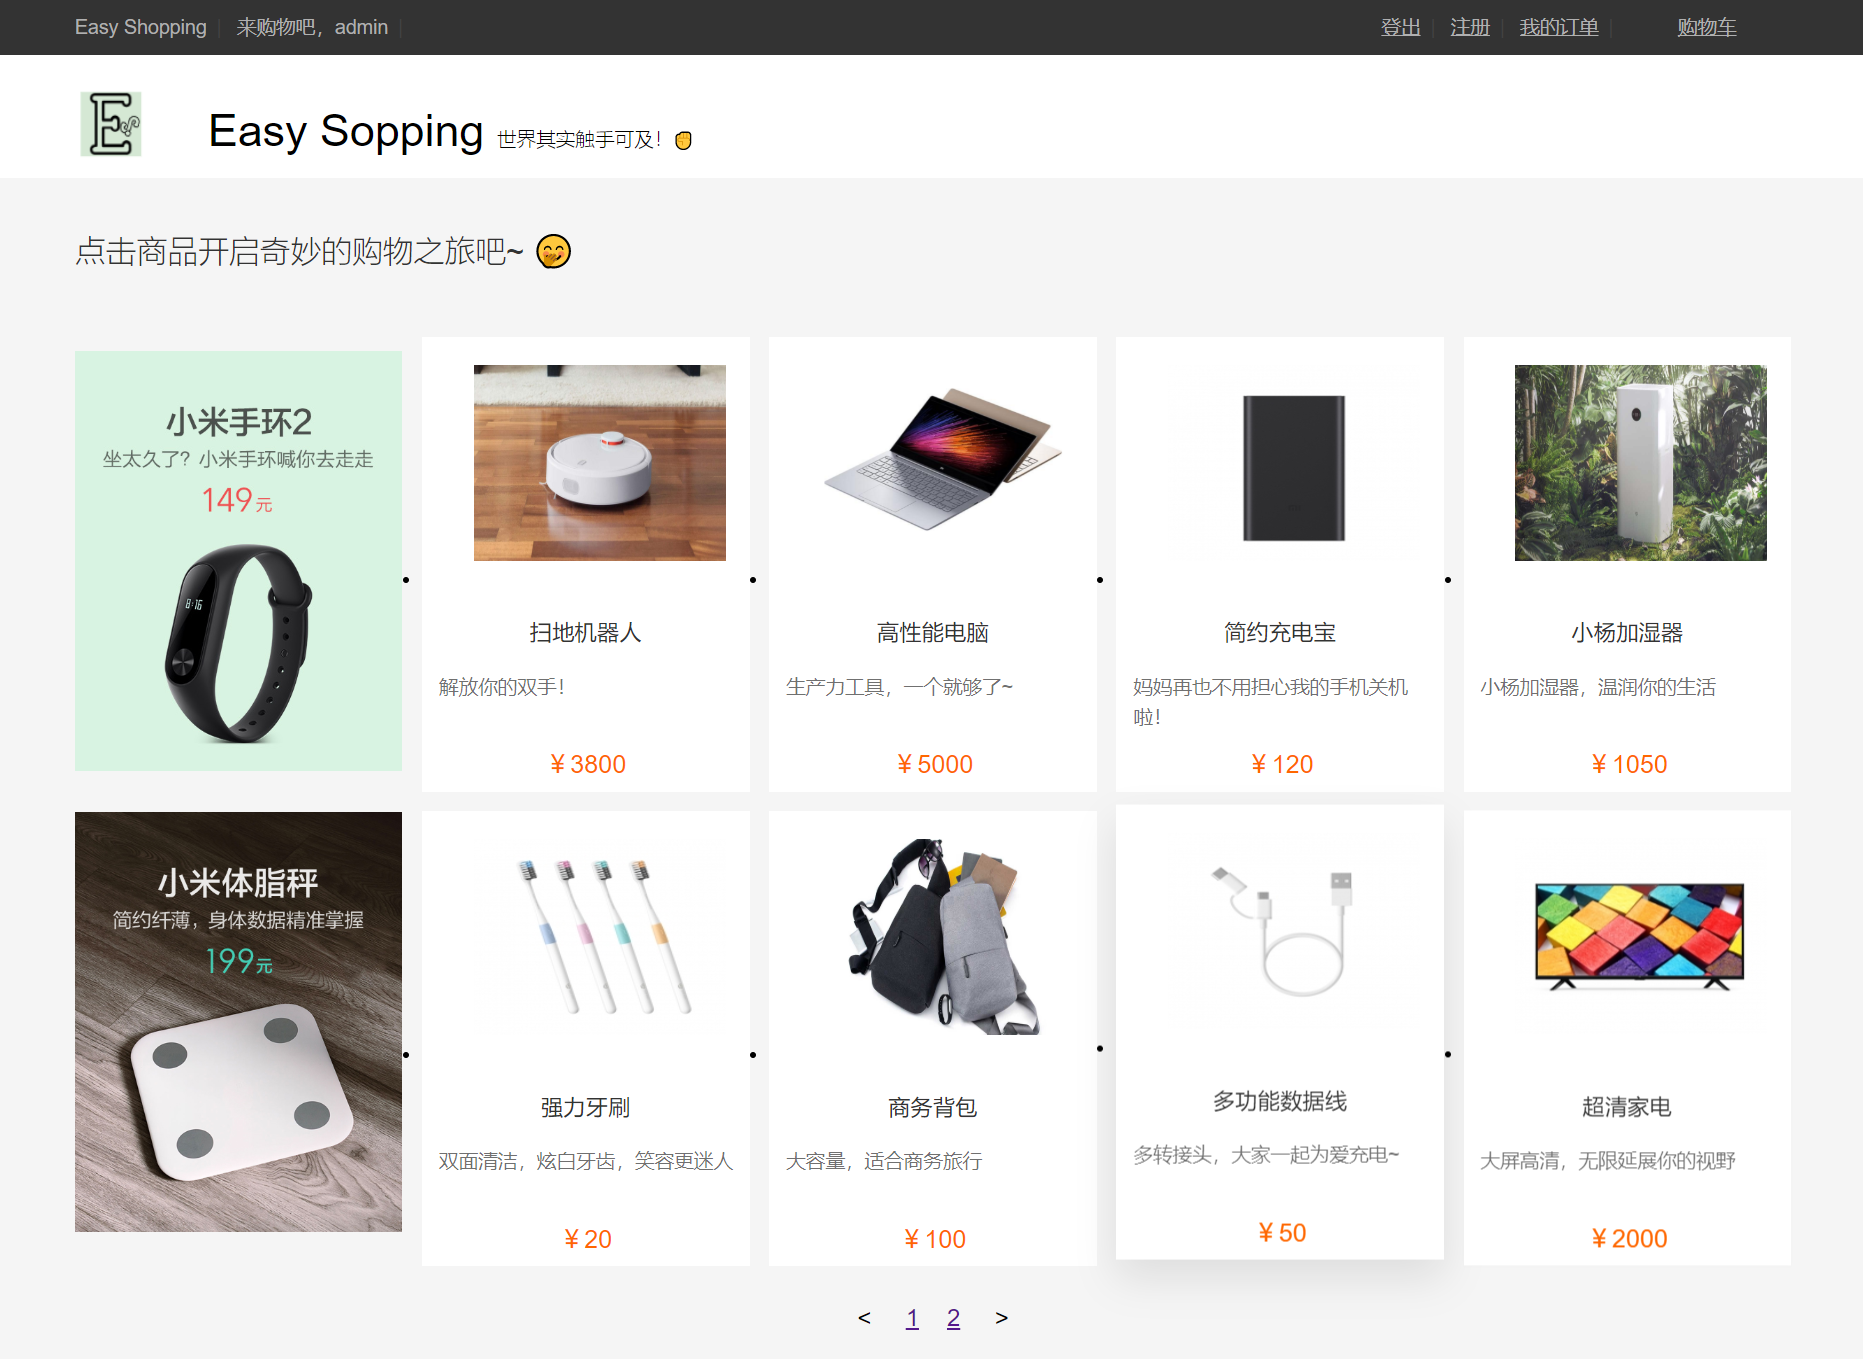 Easy Shopping 来购物吧，admin 登出 注册 我的订单 购物车
E
Easy Sopping 世界其实触手可及！✊
点击商品开启奇妙的购物之旅吧~ 🤭
小米手环2
坐太久了？小米手环喊你去走走
149元
8:16
扫地机器人
解放你的双手！
￥3800
高性能电脑
生产力工具，一个就够了~
￥5000
简约充电宝
妈妈再也不用担心我的手机关机
啦！
￥120
小杨加湿器
小杨加湿器，温润你的生活
￥1050
小米体脂秤
简约纤薄，身体数据精准掌握
199元
强力牙刷
双面清洁，炫白牙齿，笑容更迷人
￥20
商务背包
大容量，适合商务旅行
￥100
多功能数据线
多转接头，大家一起为爱充电~
￥50
超清家电
大屏高清，无限延展你的视野
￥2000
< 1 2 >